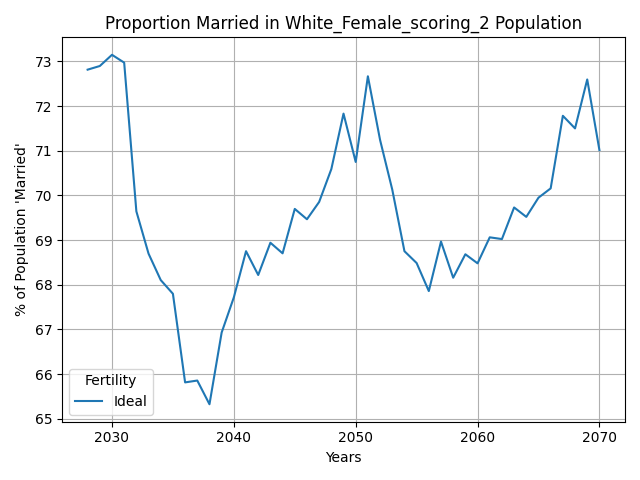 Proportion Married in White_Female_scoring_2 Population
% of Population 'Married'
73
72
71
70
69
68
67
66
65
Fertility
Ideal
2030
2040
2050
2060
2070
Years